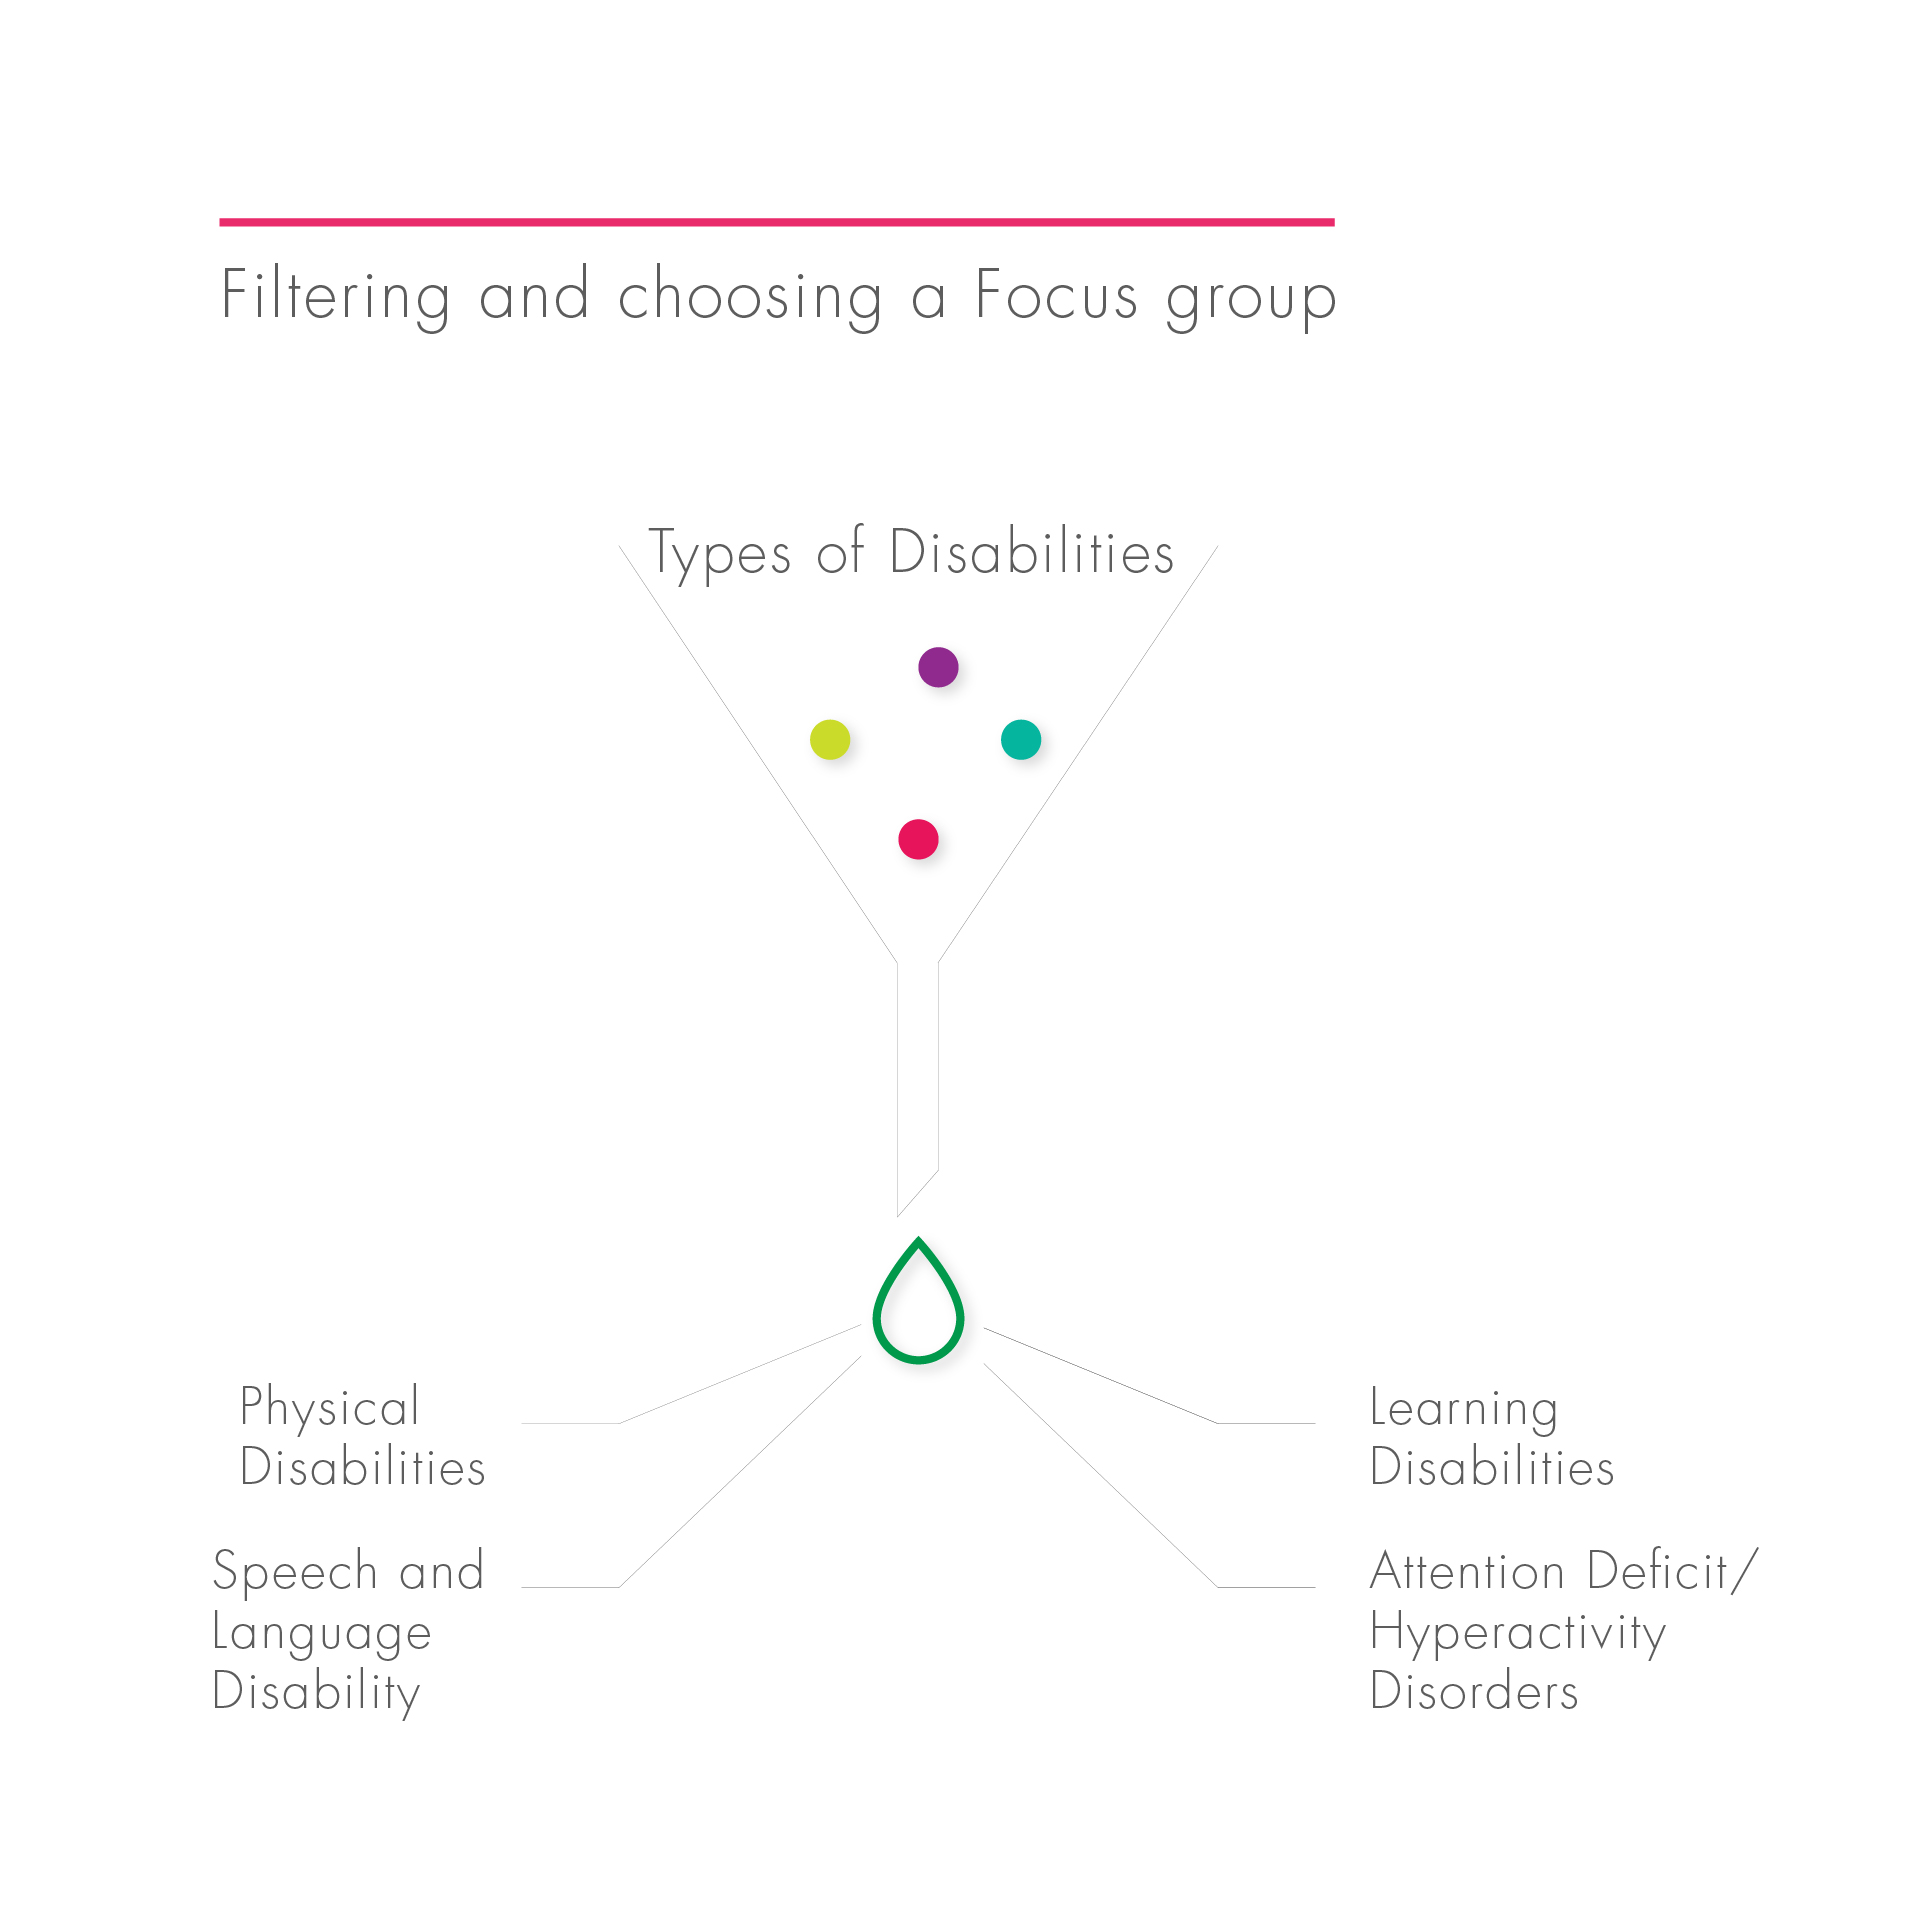 Filtering and choosing a Focus group
Types of Disabilities
Physical
Disabilities
Speech and
Language
Disability
Learning
Disabilities
Attention Deficit/
Hyperactivity
Disorders